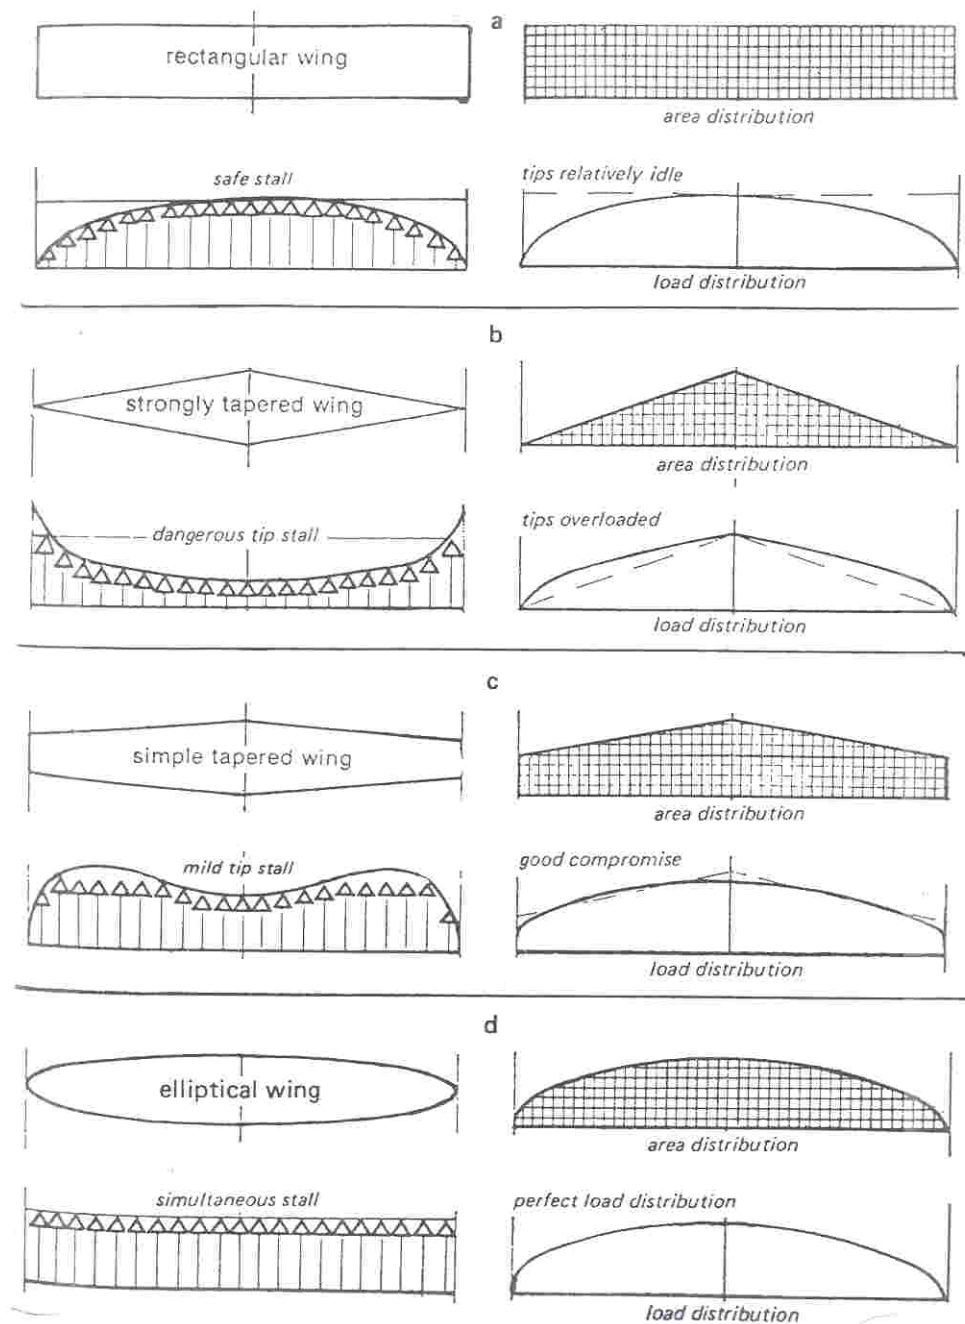 a
rectangular wing
area distribution
safe stall
tips relatively idle
load distribution
b
strongly tapered wing
area distribution
dangerous tip stall
tips overloaded
load distribution
c
simple tapered wing
area distribution
mild tip stall
good compromise
load distribution
d
elliptical wing
area distribution
simultaneous stall
perfect load distribution
load distribution